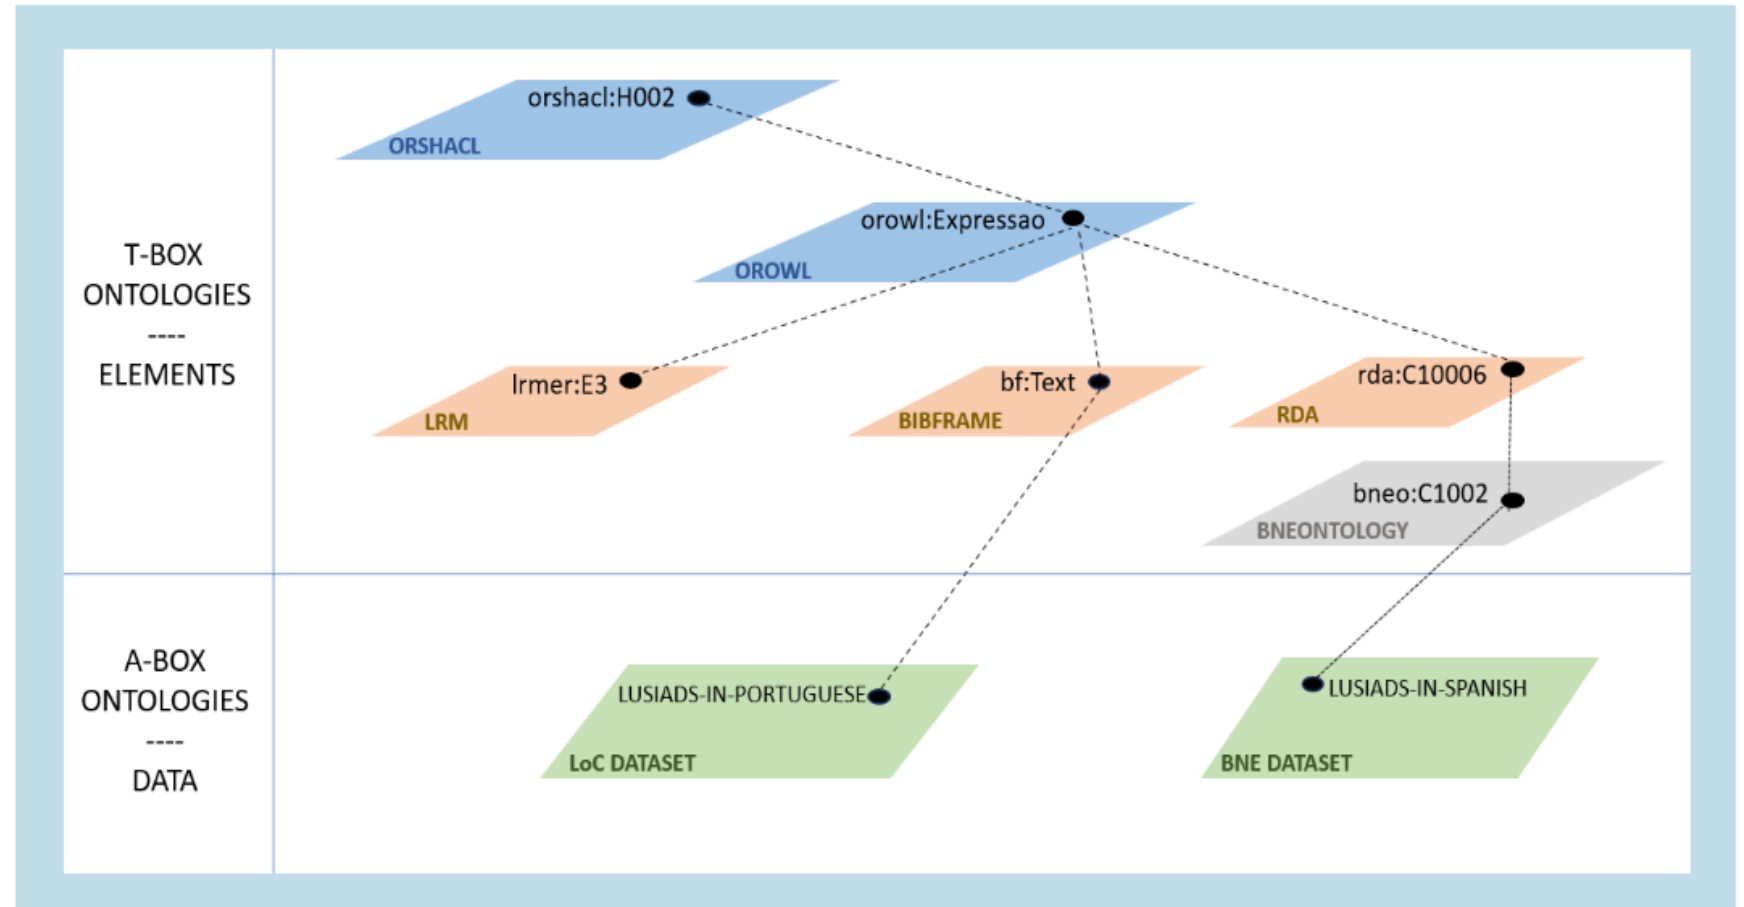 orshacl:H002
ORSHACL
orowl:Expressao
OROWL
T-BOX
ONTOLOGIES
----
ELEMENTS
lrmer:E3
LRM
bf:Text
BIBFRAME
rda:C10006
RDA
bneo:C1002
BNEONTOLOGY
A-BOX
ONTOLOGIES
----
DATA
LUSIADS-IN-PORTUGUESE
LoC DATASET
LUSIADS-IN-SPANISH
BNE DATASET